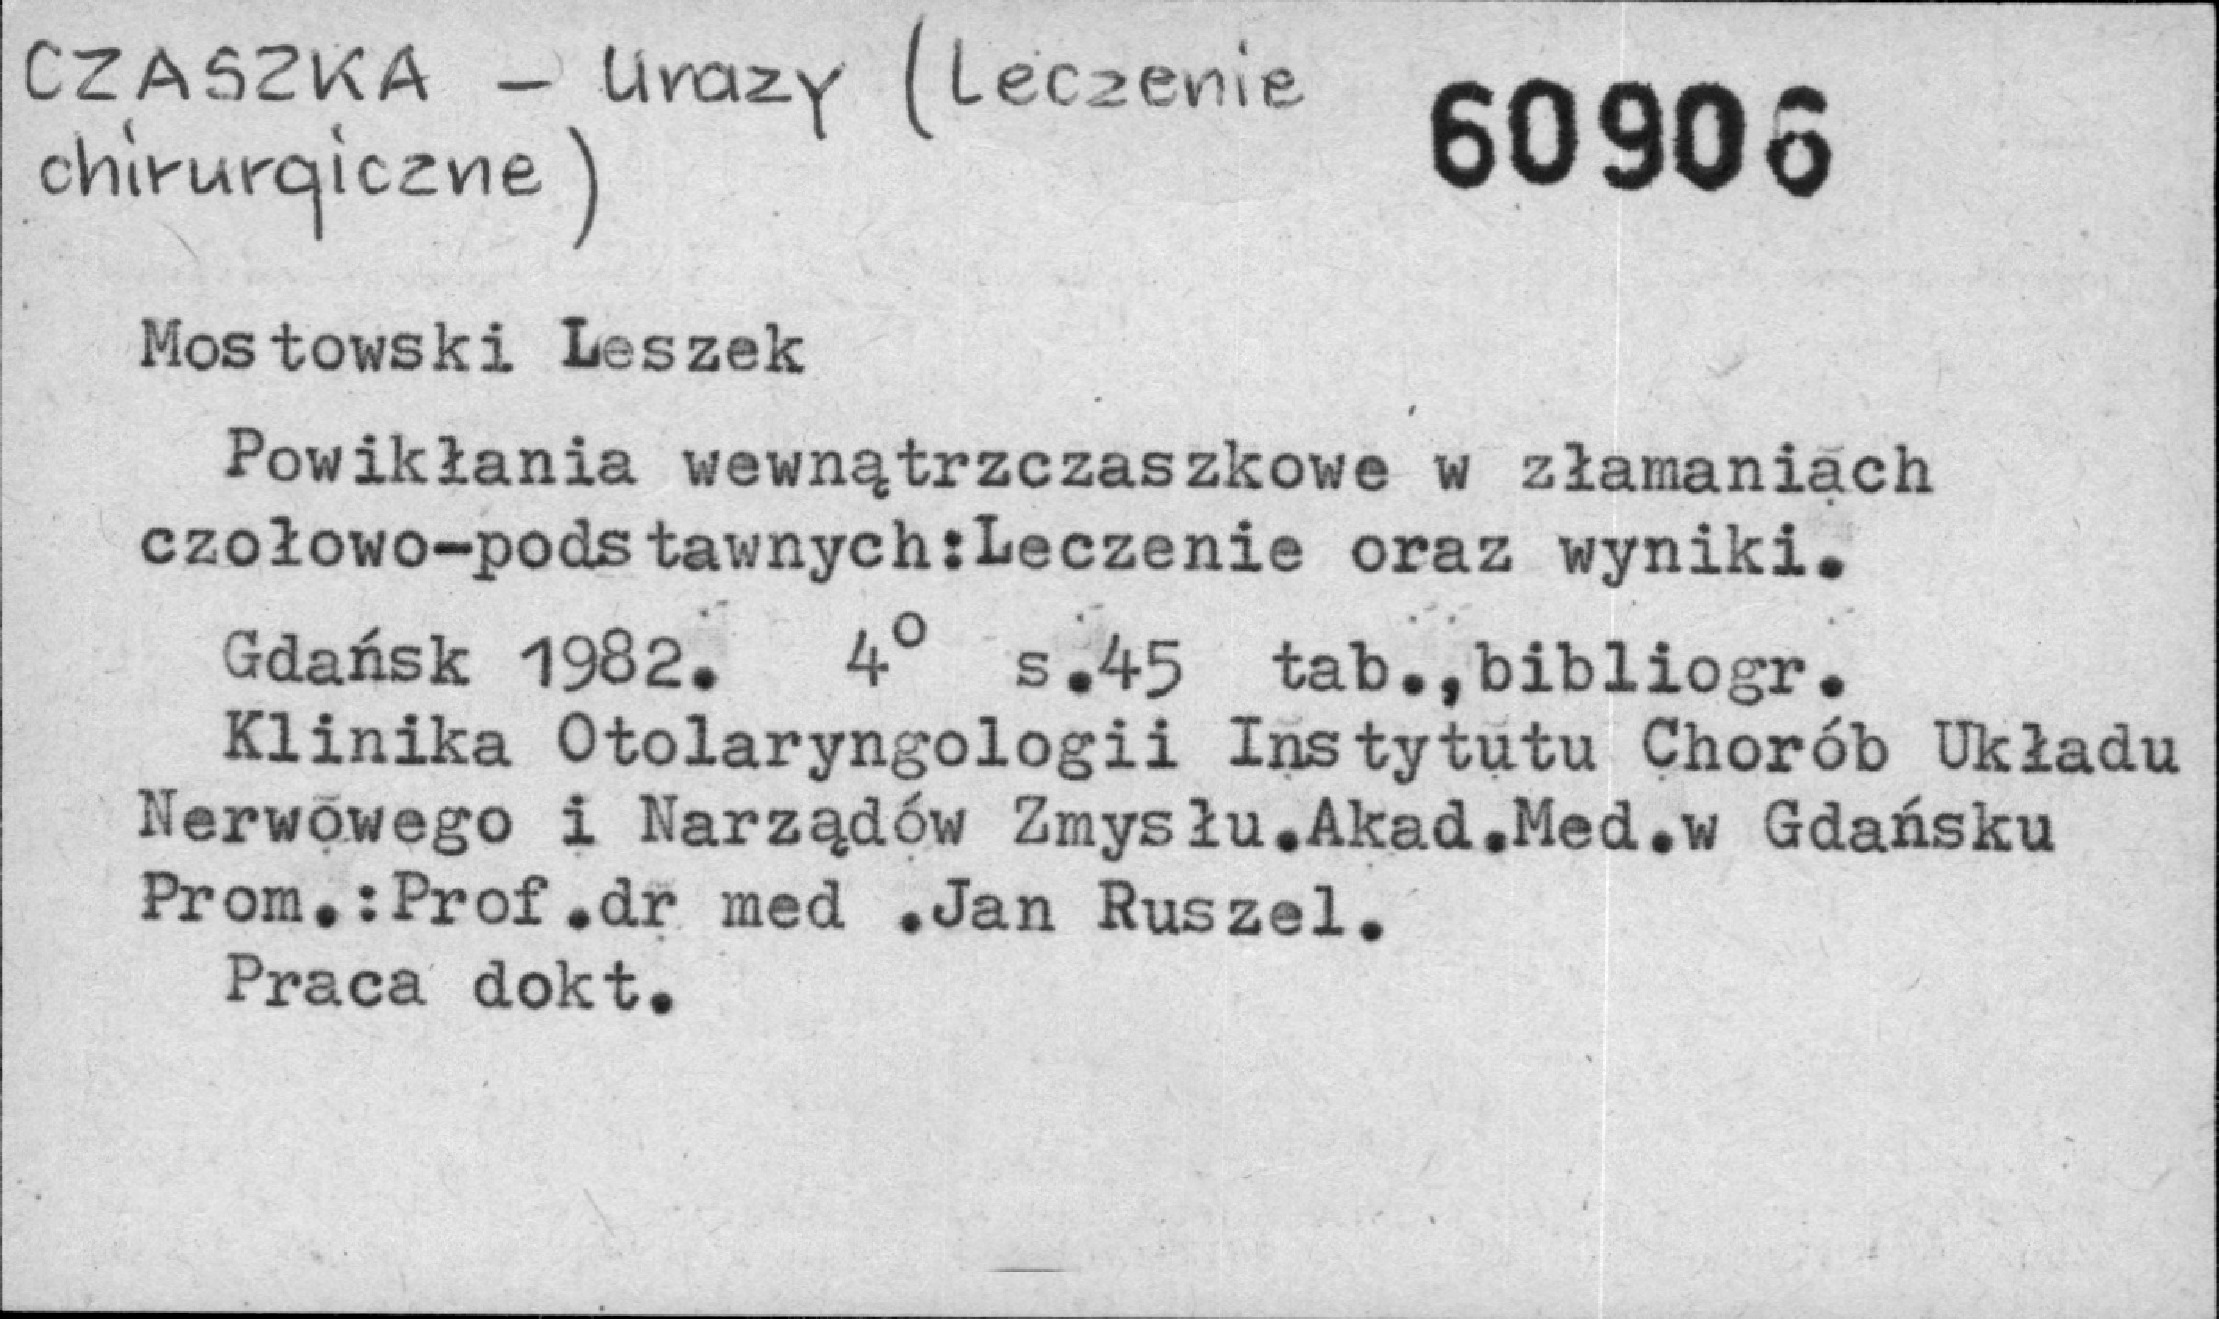 CZASZKA - Urazy (Leczenie
chirurgiczne)
60906
Mostowski Leszek
Powikłania wewnątrzczaszkowe w złamaniach
czołowo-podstawnych:Leczenie oraz wyniki.
Gdańsk 1982. 4° s.45 tab.,bibliogr.
Klinika Otolaryngologii Instytutu Chorób Układu
Nerwowego i Narządów Zmysłu.Akad.Med.w Gdańsku
Prom.:Prof.dr med .Jan Ruszel.
Praca dokt.